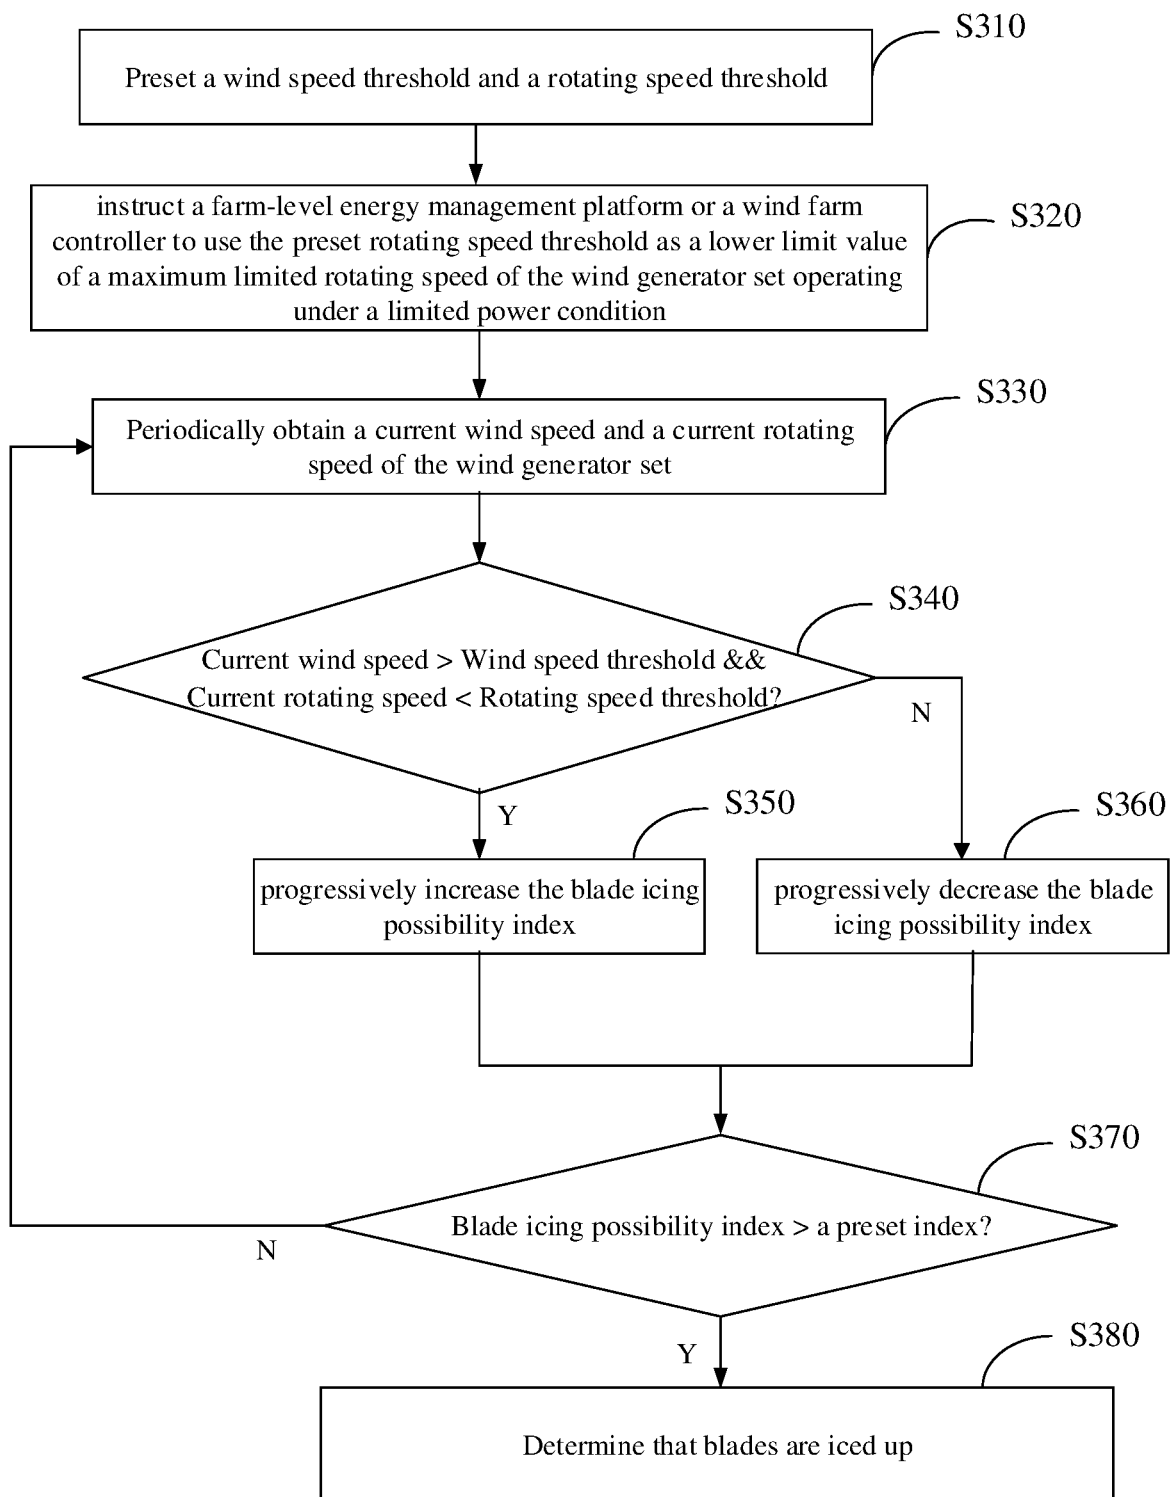 S310
Preset a wind speed threshold and a rotating speed threshold
instruct a farm-level energy management platform or a wind farm
controller to use the preset rotating speed threshold as a lower limit value
of a maximum limited rotating speed of the wind generator set operating
under a limited power condition
S320
S330
Periodically obtain a current wind speed and a current rotating
speed of the wind generator set
S340
Current wind speed > Wind speed threshold &&
Current rotating speed < Rotating speed threshold?
N
Y
S350
S360
progressively increase the blade icing
possibility index
progressively decrease the blade
icing possibility index
S370
Blade icing possibility index > a preset index?
N
Y
S380
Determine that blades are iced up